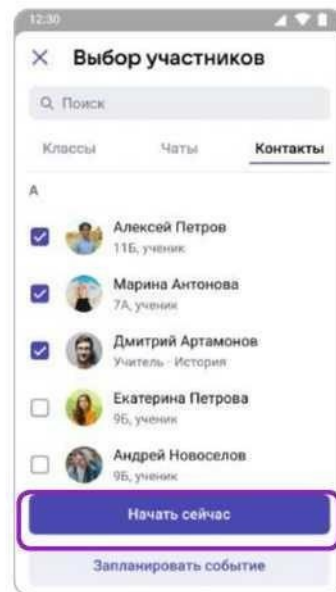 12:30
Выбор участников
Поиск
Классы Чаты Контакты
А
Алексей Петров
11Б, ученик
Марина Антонова
7А, ученик
Дмитрий Артамонов
Учитель · История
Екатерина Петрова
9Б, ученик
Андрей Новоселов
9Б, ученик
Начать сейчас
Запланировать событие